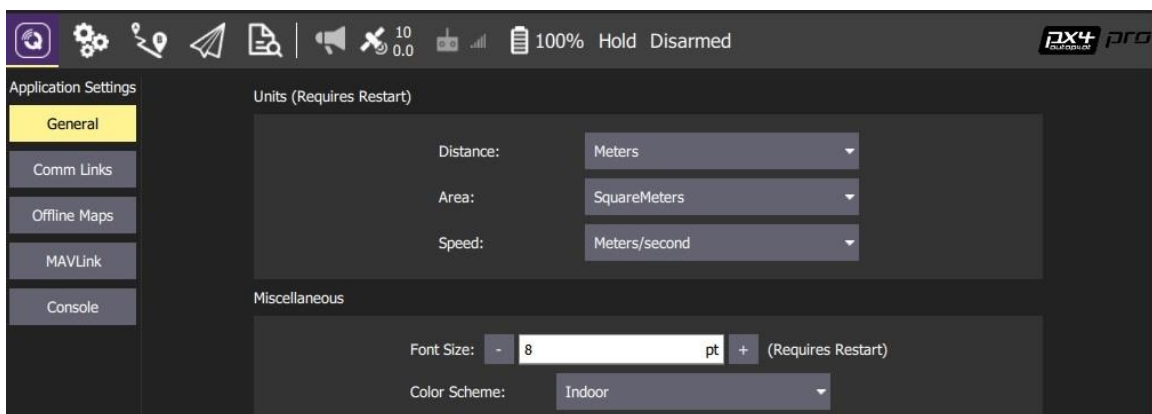 10
0.0
100% Hold Disarmed
px4 pro
autopilot
Application Settings
General
Comm Links
Offline Maps
MAVLink
Console
Units (Requires Restart)
Distance: Meters
Area: SquareMeters
Speed: Meters/second
Miscellaneous
Font Size: - 8 pt + (Requires Restart)
Color Scheme: Indoor